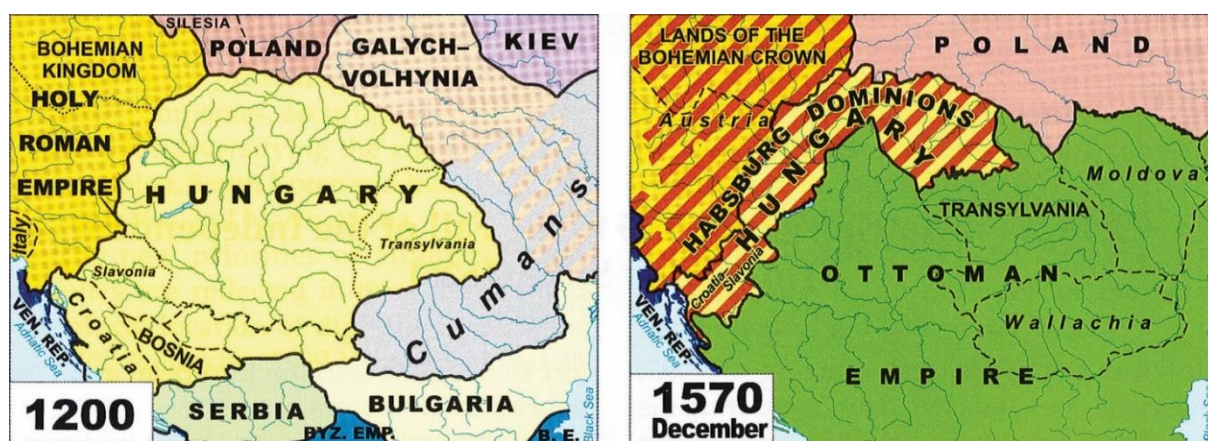 SILESIA
BOHEMIAN
KINGDOM
POLAND
GALYCH–
VOLHYNIA
KIEV
HOLY
ROMAN
EMPIRE
HUNGARY
Transylvania
Italy
Slavonia
Cumans
Croatia
BOSNIA
VEN. REP.
Adriatic Sea
SERBIA
BULGARIA
Black Sea
BYZ. EMP.
B. E.
1200
LANDS OF THE
BOHEMIAN CROWN
POLAND
Austria
HABSBURG DOMINIONS
HUNGARY
Moldova
TRANSYLVANIA
Croatia-
Slavonia
OTTOMAN
Wallachia
VEN. REP.
Adriatic Sea
EMPIRE
Black Sea
1570
December